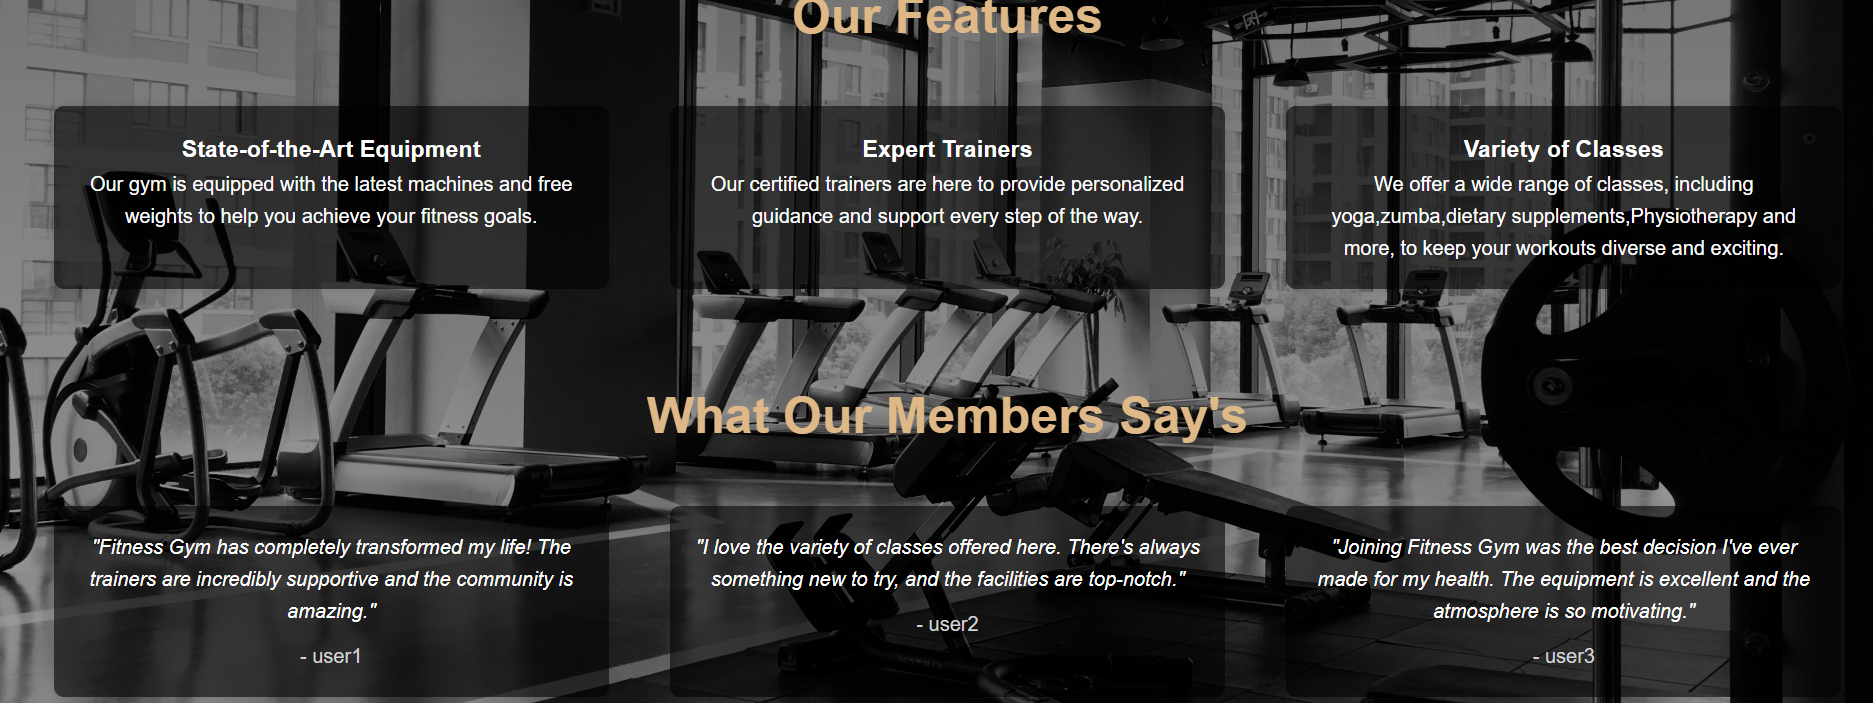 Our Features
State-of-the-Art Equipment
Our gym is equipped with the latest machines and free
weights to help you achieve your fitness goals.
Expert Trainers
Our certified trainers are here to provide personalized
guidance and support every step of the way.
Variety of Classes
We offer a wide range of classes, including
yoga,zumba,dietary supplements,Physiotherapy and
more, to keep your workouts diverse and exciting.
What Our Members Say's
"Fitness Gym has completely transformed my life! The
trainers are incredibly supportive and the community is
amazing."
- user1
"I love the variety of classes offered here. There's always
something new to try, and the facilities are top-notch."
- user2
"Joining Fitness Gym was the best decision I've ever
made for my health. The equipment is excellent and the
atmosphere is so motivating."
- user3